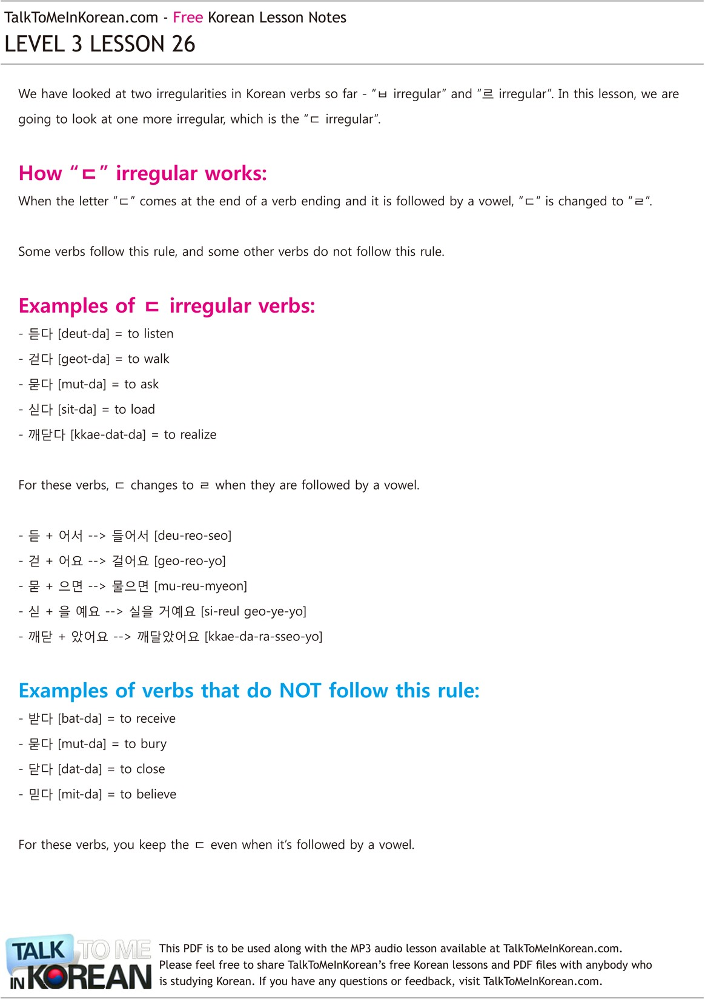 TalkToMeInKorean.com - Free Korean Lesson Notes
LEVEL 3 LESSON 26
We have looked at two irregularities in Korean verbs so far - “ㅂ irregular” and “르 irregular”. In this lesson, we are
going to look at one more irregular, which is the “ㄷ irregular”.
How “ㄷ” irregular works:
When the letter “ㄷ” comes at the end of a verb ending and it is followed by a vowel, “ㄷ” is changed to “ㄹ”.
Some verbs follow this rule, and some other verbs do not follow this rule.
Examples of ㄷ irregular verbs:
- 듣다 [deut-da] = to listen
- 걷다 [geot-da] = to walk
- 묻다 [mut-da] = to ask
- 싣다 [sit-da] = to load
- 깨닫다 [kkae-dat-da] = to realize
For these verbs, ㄷ changes to ㄹ when they are followed by a vowel.
- 듣 + 어서 --> 들어서 [deu-reo-seo]
- 걷 + 어요 --> 걸어요 [geo-reo-yo]
- 묻 + 으면 --> 물으면 [mu-reu-myeon]
- 싣 + 을 예요 --> 실을 거예요 [si-reul geo-ye-yo]
- 깨닫 + 았어요 --> 깨달았어요 [kkae-da-ra-sseo-yo]
Examples of verbs that do NOT follow this rule:
- 받다 [bat-da] = to receive
- 묻다 [mut-da] = to bury
- 닫다 [dat-da] = to close
- 믿다 [mit-da] = to believe
For these verbs, you keep the ㄷ even when it’s followed by a vowel.
TALK TO ME
IN KOREAN
This PDF is to be used along with the MP3 audio lesson available at TalkToMeInKorean.com.
Please feel free to share TalkToMeInKorean’s free Korean lessons and PDF files with anybody who
is studying Korean. If you have any questions or feedback, visit TalkToMeInKorean.com.